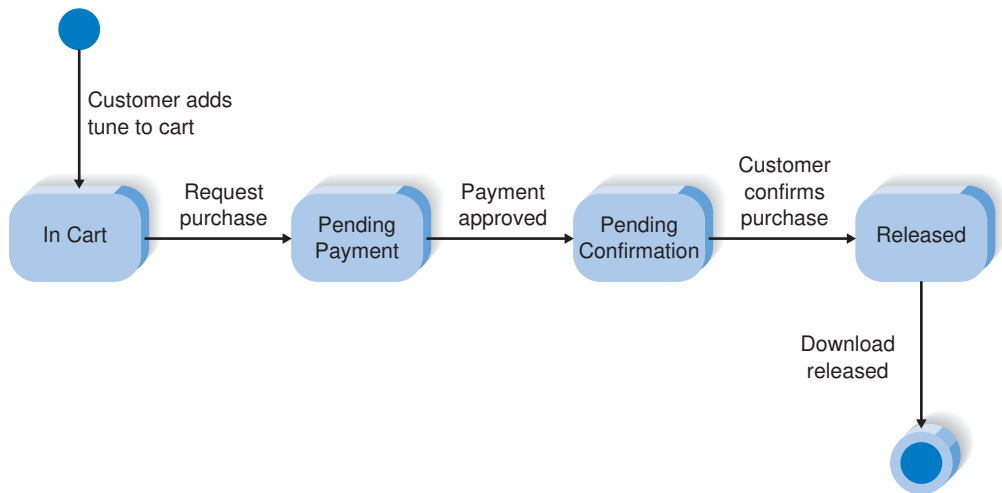 Customer adds
tune to cart
In Cart
Request
purchase
Pending
Payment
Payment
approved
Pending
Confirmation
Customer
confirms
purchase
Released
Download
released